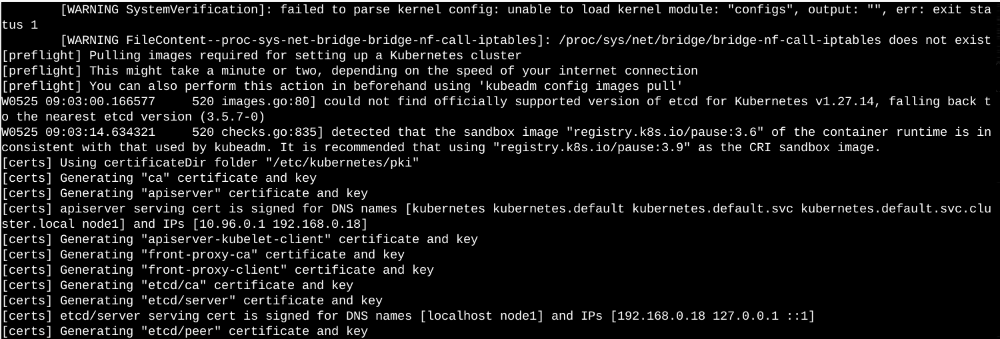 [WARNING SystemVerification]: failed to parse kernel config: unable to load kernel module: "configs", output: "", err: exit sta
tus 1
[WARNING FileContent--proc-sys-net-bridge-bridge-nf-call-iptables]: /proc/sys/net/bridge/bridge-nf-call-iptables does not exist
[preflight] Pulling images required for setting up a Kubernetes cluster
[preflight] This might take a minute or two, depending on the speed of your internet connection
[preflight] You can also perform this action in beforehand using 'kubeadm config images pull'
W0525 09:03:00.166577     520 images.go:80] could not find officially supported version of etcd for Kubernetes v1.27.14, falling back t
o the nearest etcd version (3.5.7-0)
W0525 09:03:14.634321     520 checks.go:835] detected that the sandbox image "registry.k8s.io/pause:3.6" of the container runtime is in
consistent with that used by kubeadm. It is recommended that using "registry.k8s.io/pause:3.9" as the CRI sandbox image.
[certs] Using certificateDir folder "/etc/kubernetes/pki"
[certs] Generating "ca" certificate and key
[certs] Generating "apiserver" certificate and key
[certs] apiserver serving cert is signed for DNS names [kubernetes kubernetes.default kubernetes.default.svc kubernetes.default.svc.clu
ster.local node1] and IPs [10.96.0.1 192.168.0.18]
[certs] Generating "apiserver-kubelet-client" certificate and key
[certs] Generating "front-proxy-ca" certificate and key
[certs] Generating "front-proxy-client" certificate and key
[certs] Generating "etcd/ca" certificate and key
[certs] Generating "etcd/server" certificate and key
[certs] etcd/server serving cert is signed for DNS names [localhost node1] and IPs [192.168.0.18 127.0.0.1 ::1]
[certs] Generating "etcd/peer" certificate and key